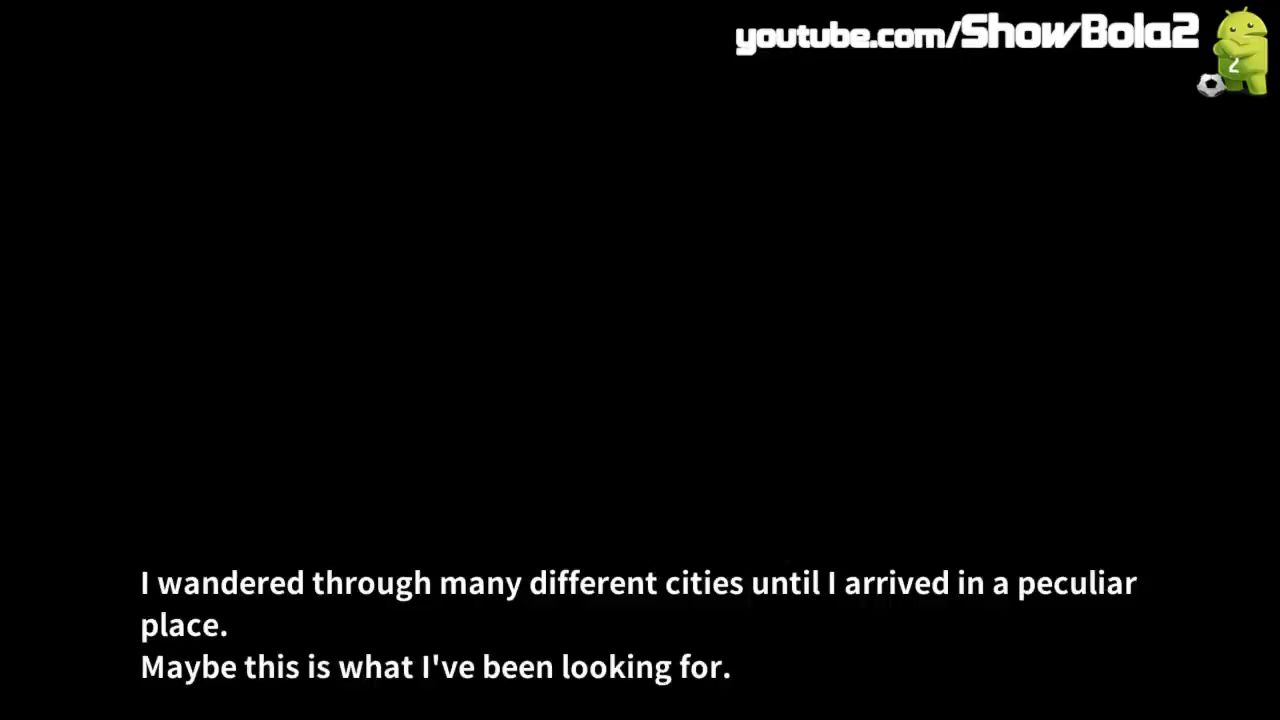 youtube.com/ShowBola2
2
I wandered through many different cities until I arrived in a peculiar
place.
Maybe this is what I've been looking for.